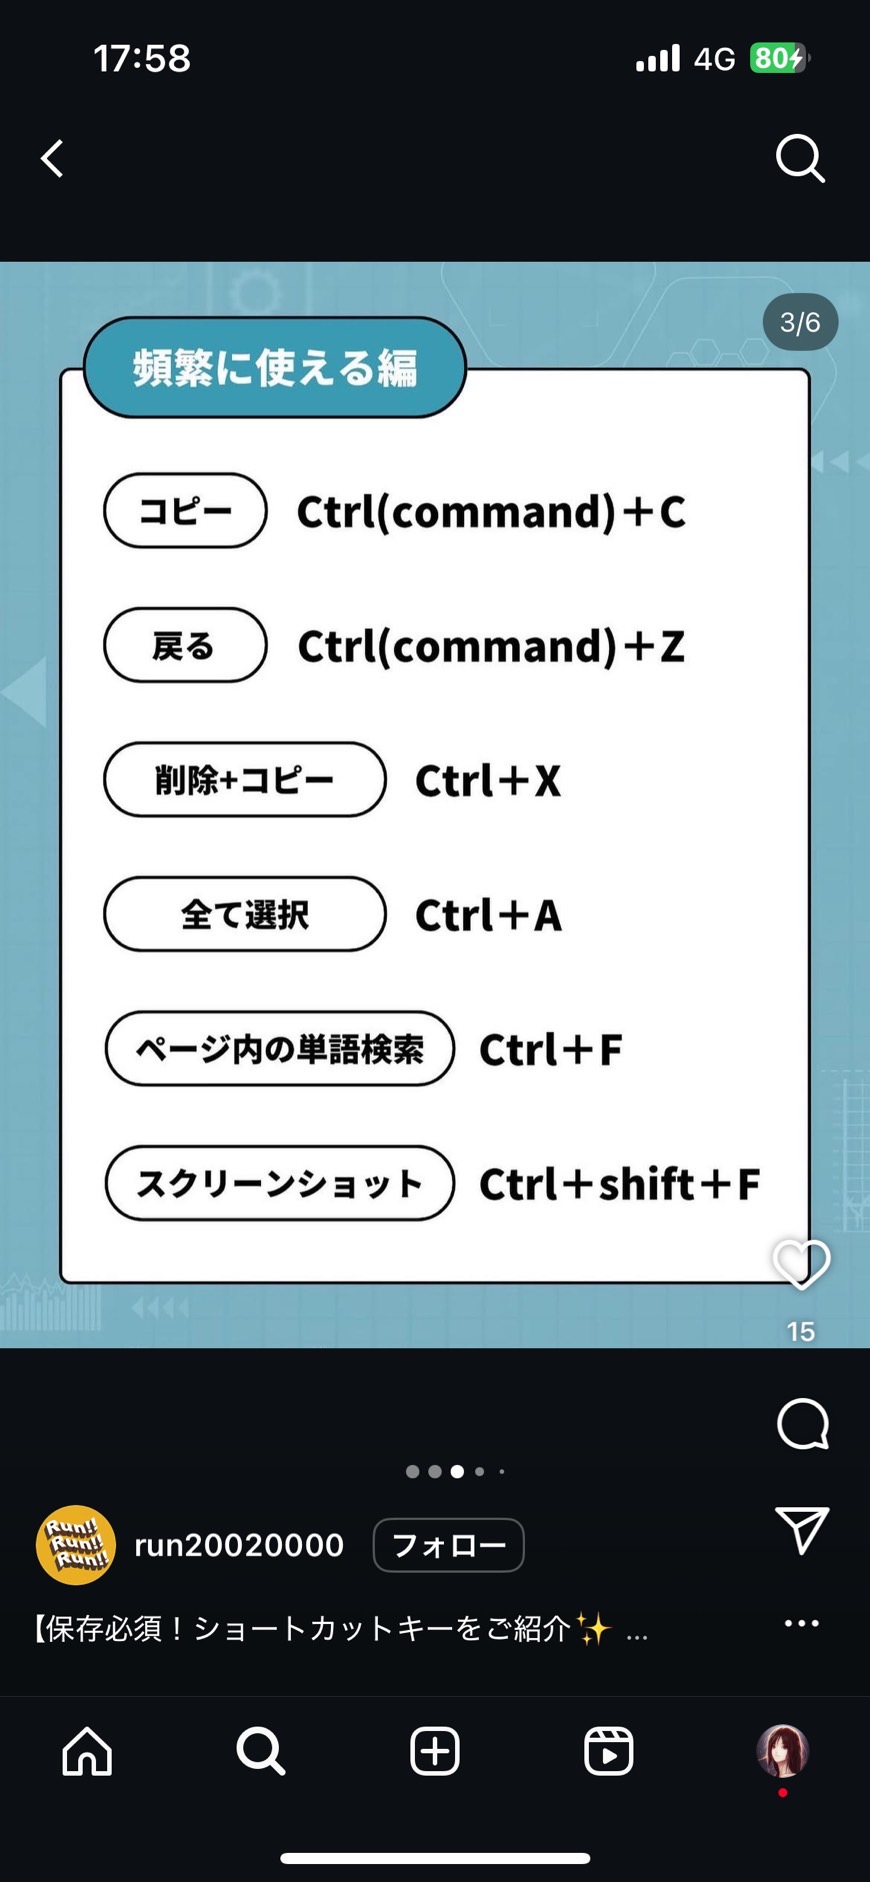 17:58
4G 80
3/6
頻繁に使える編
コピー Ctrl(command)+C
戻る Ctrl(command)+Z
削除+コピー Ctrl+X
全て選択 Ctrl+A
ページ内の単語検索 Ctrl+F
スクリーンショット Ctrl+shift+F
15
Run!!
Run!!
Run!!
run20020000 フォロー
【保存必須！ショートカットキーをご紹介✨ ...